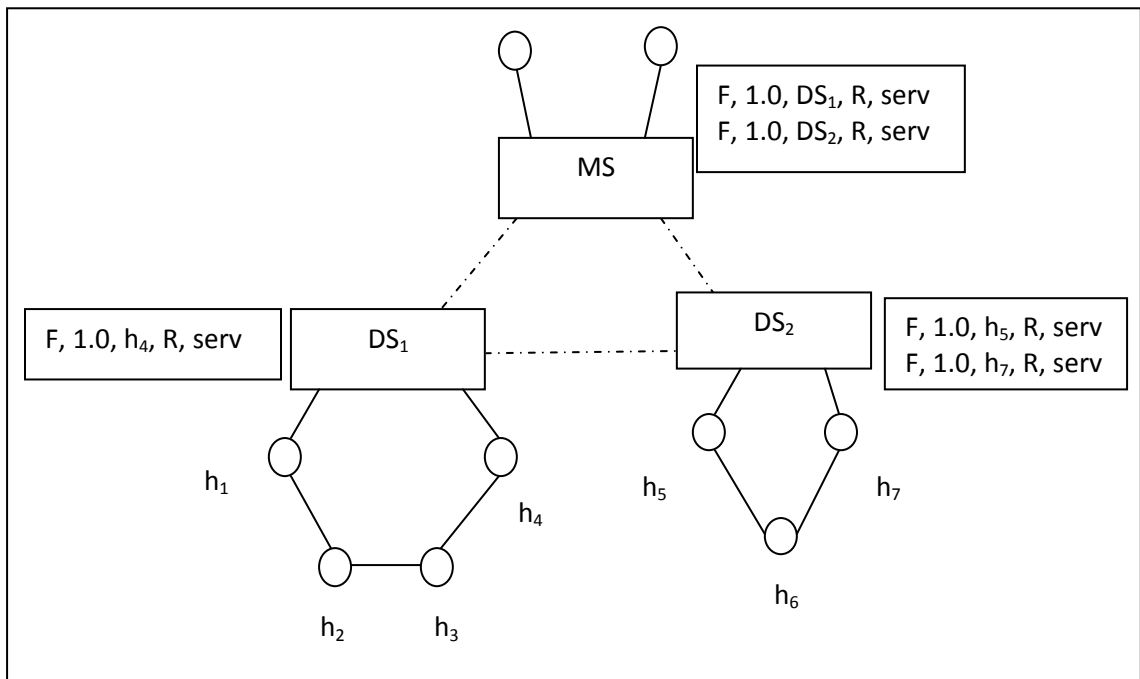 F, 1.0, DS₁, R, serv
F, 1.0, DS₂, R, serv
MS
F, 1.0, h₄, R, serv
DS₁
DS₂
F, 1.0, h₅, R, serv
F, 1.0, h₇, R, serv
h₁
h₄
h₅
h₇
h₂
h₃
h₆